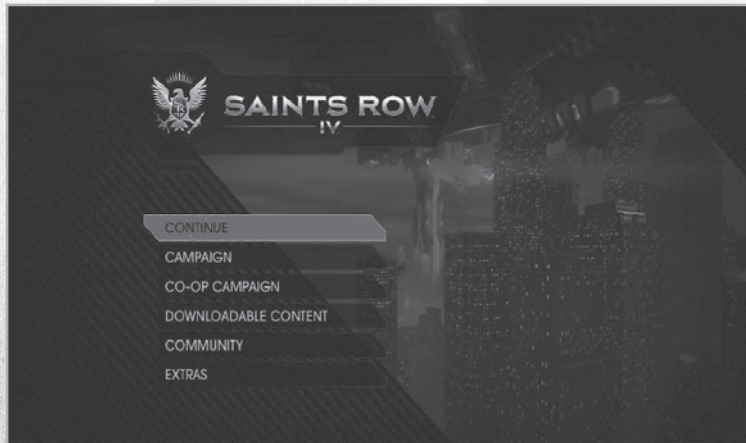 SAINTS ROW
IV
CONTINUE
CAMPAIGN
CO-OP CAMPAIGN
DOWNLOADABLE CONTENT
COMMUNITY
EXTRAS